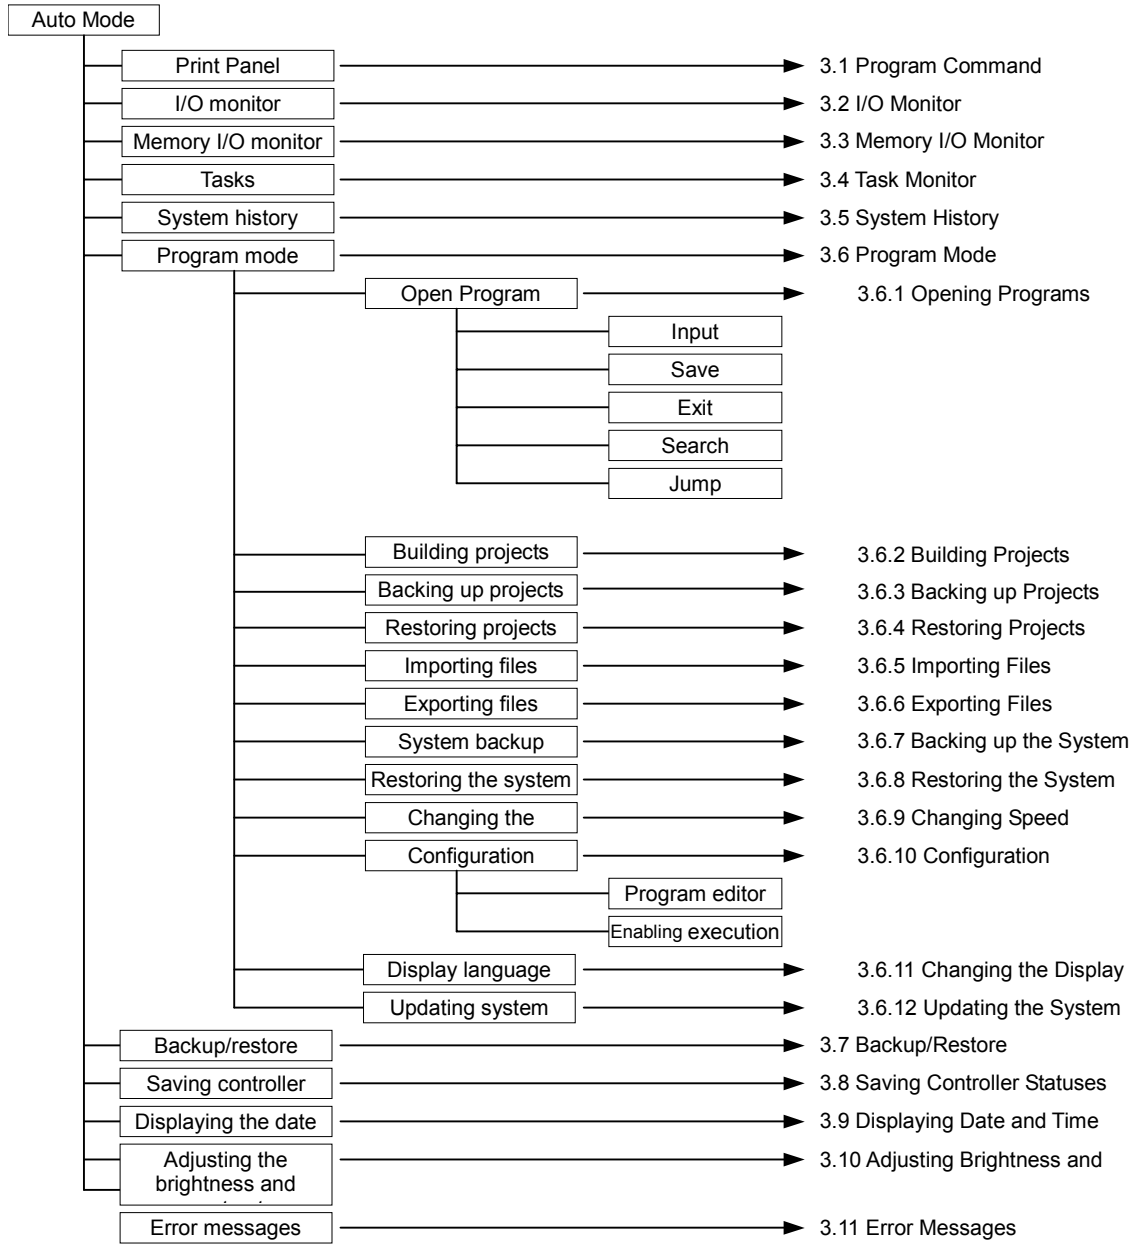 Auto Mode
Print Panel 3.1 Program Command
I/O monitor 3.2 I/O Monitor
Memory I/O monitor 3.3 Memory I/O Monitor
Tasks 3.4 Task Monitor
System history 3.5 System History
Program mode 3.6 Program Mode
Open Program 3.6.1 Opening Programs
Input
Save
Exit
Search
Jump
Building projects 3.6.2 Building Projects
Backing up projects 3.6.3 Backing up Projects
Restoring projects 3.6.4 Restoring Projects
Importing files 3.6.5 Importing Files
Exporting files 3.6.6 Exporting Files
System backup 3.6.7 Backing up the System
Restoring the system 3.6.8 Restoring the System
Changing the 3.6.9 Changing Speed
Configuration 3.6.10 Configuration
Program editor
Enabling execution
Display language 3.6.11 Changing the Display
Updating system 3.6.12 Updating the System
Backup/restore 3.7 Backup/Restore
Saving controller 3.8 Saving Controller Statuses
Displaying the date 3.9 Displaying Date and Time
Adjusting the 3.10 Adjusting Brightness and
brightness and
Error messages 3.11 Error Messages